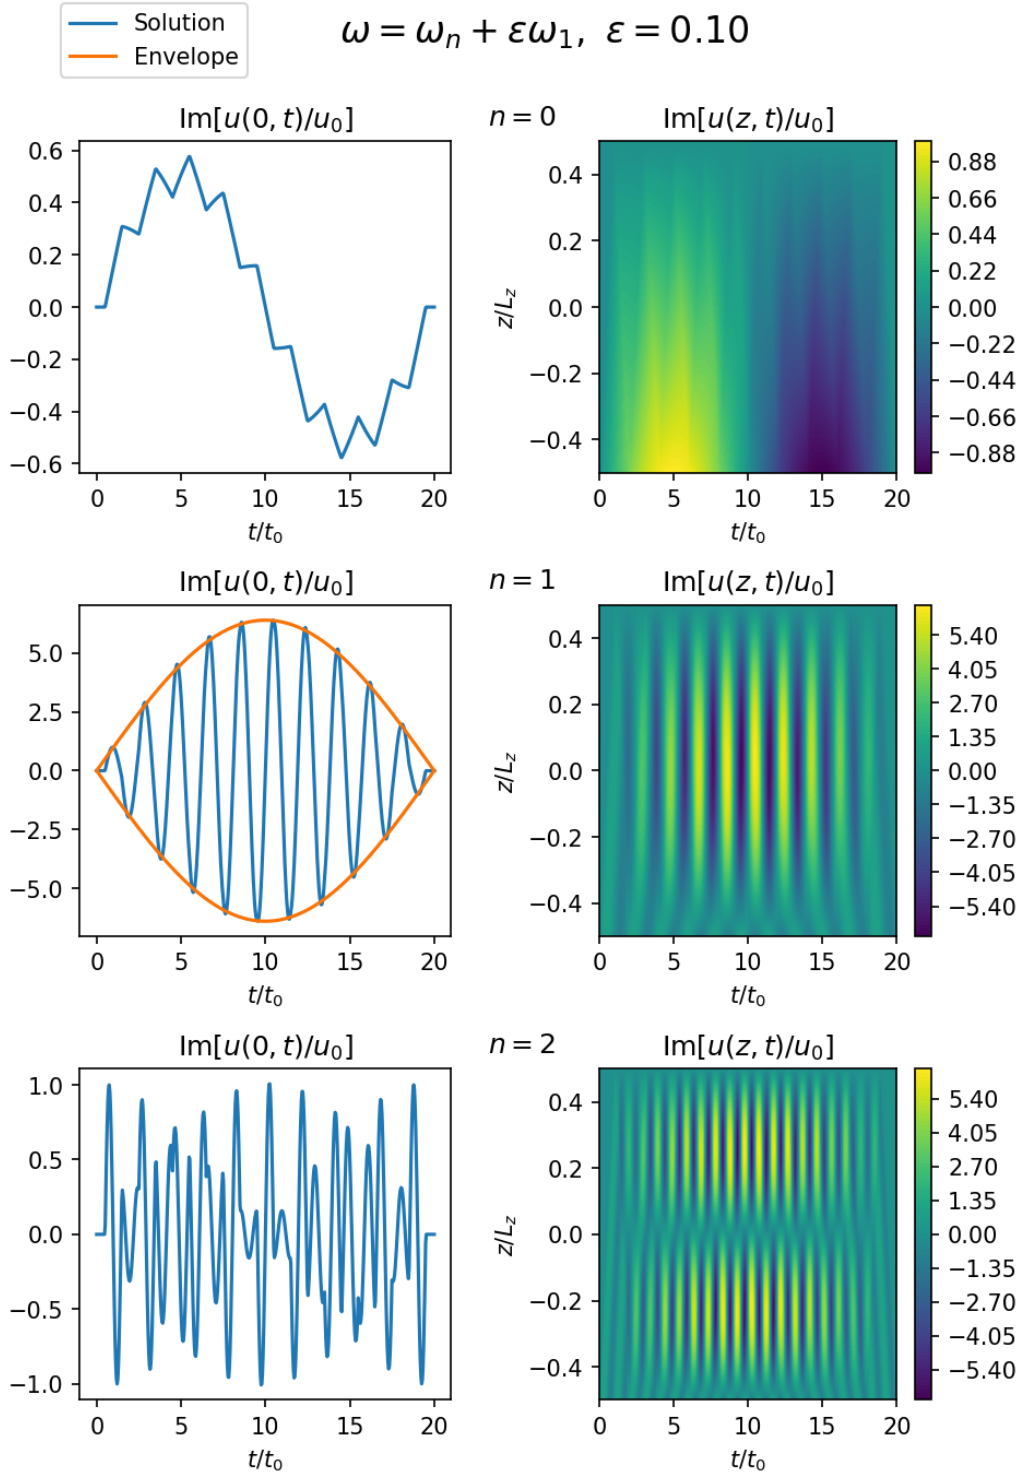 Solution
Envelope
ω = ωₙ + εω₁, ε = 0.10
Im[u(0, t)/u₀]
n = 0
Im[u(z, t)/u₀]
0.6
0.4
0.2
0.0
−0.2
−0.4
−0.6
0 5 10 15 20
t/t₀
z/L_z
0.4
0.2
0.0
−0.2
−0.4
0 5 10 15 20
t/t₀
0.88
0.66
0.44
0.22
0.00
−0.22
−0.44
−0.66
−0.88
Im[u(0, t)/u₀]
n = 1
Im[u(z, t)/u₀]
5.0
2.5
0.0
−2.5
−5.0
0 5 10 15 20
t/t₀
z/L_z
0.4
0.2
0.0
−0.2
−0.4
0 5 10 15 20
t/t₀
5.40
4.05
2.70
1.35
0.00
−1.35
−2.70
−4.05
−5.40
Im[u(0, t)/u₀]
n = 2
Im[u(z, t)/u₀]
1.0
0.5
0.0
−0.5
−1.0
0 5 10 15 20
t/t₀
z/L_z
0.4
0.2
0.0
−0.2
−0.4
0 5 10 15 20
t/t₀
5.40
4.05
2.70
1.35
0.00
−1.35
−2.70
−4.05
−5.40